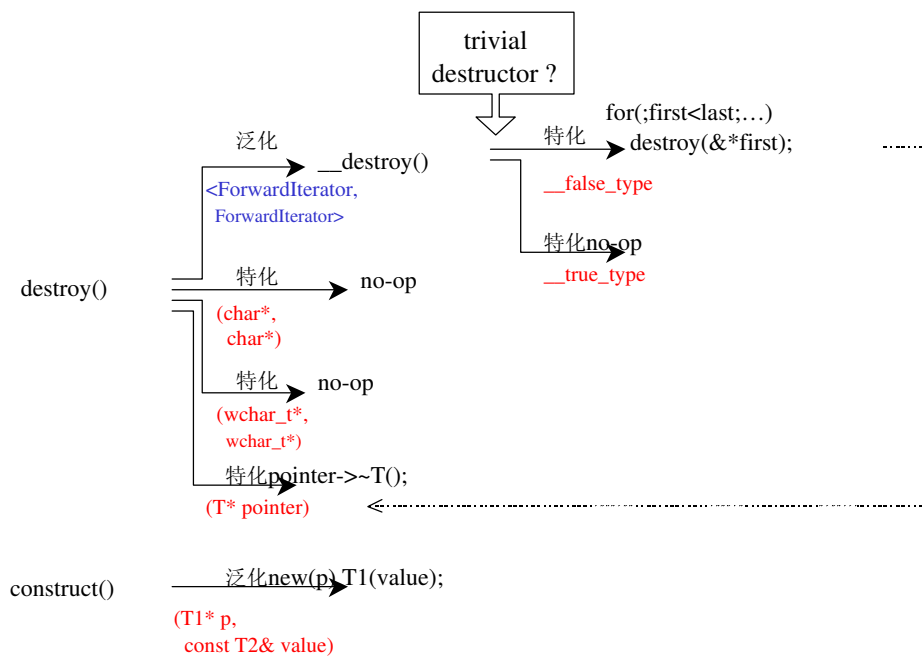 trivial
destructor ?
for(;first<last;…)
特化
destroy(&*first);
泛化
__destroy()
__false_type
<ForwardIterator,
ForwardIterator>
特化no-op
__true_type
destroy()
特化
no-op
(char*,
char*)
特化
no-op
(wchar_t*,
wchar_t*)
特化pointer->~T();
(T* pointer)
construct()
泛化new(p) T1(value);
(T1* p,
const T2& value)